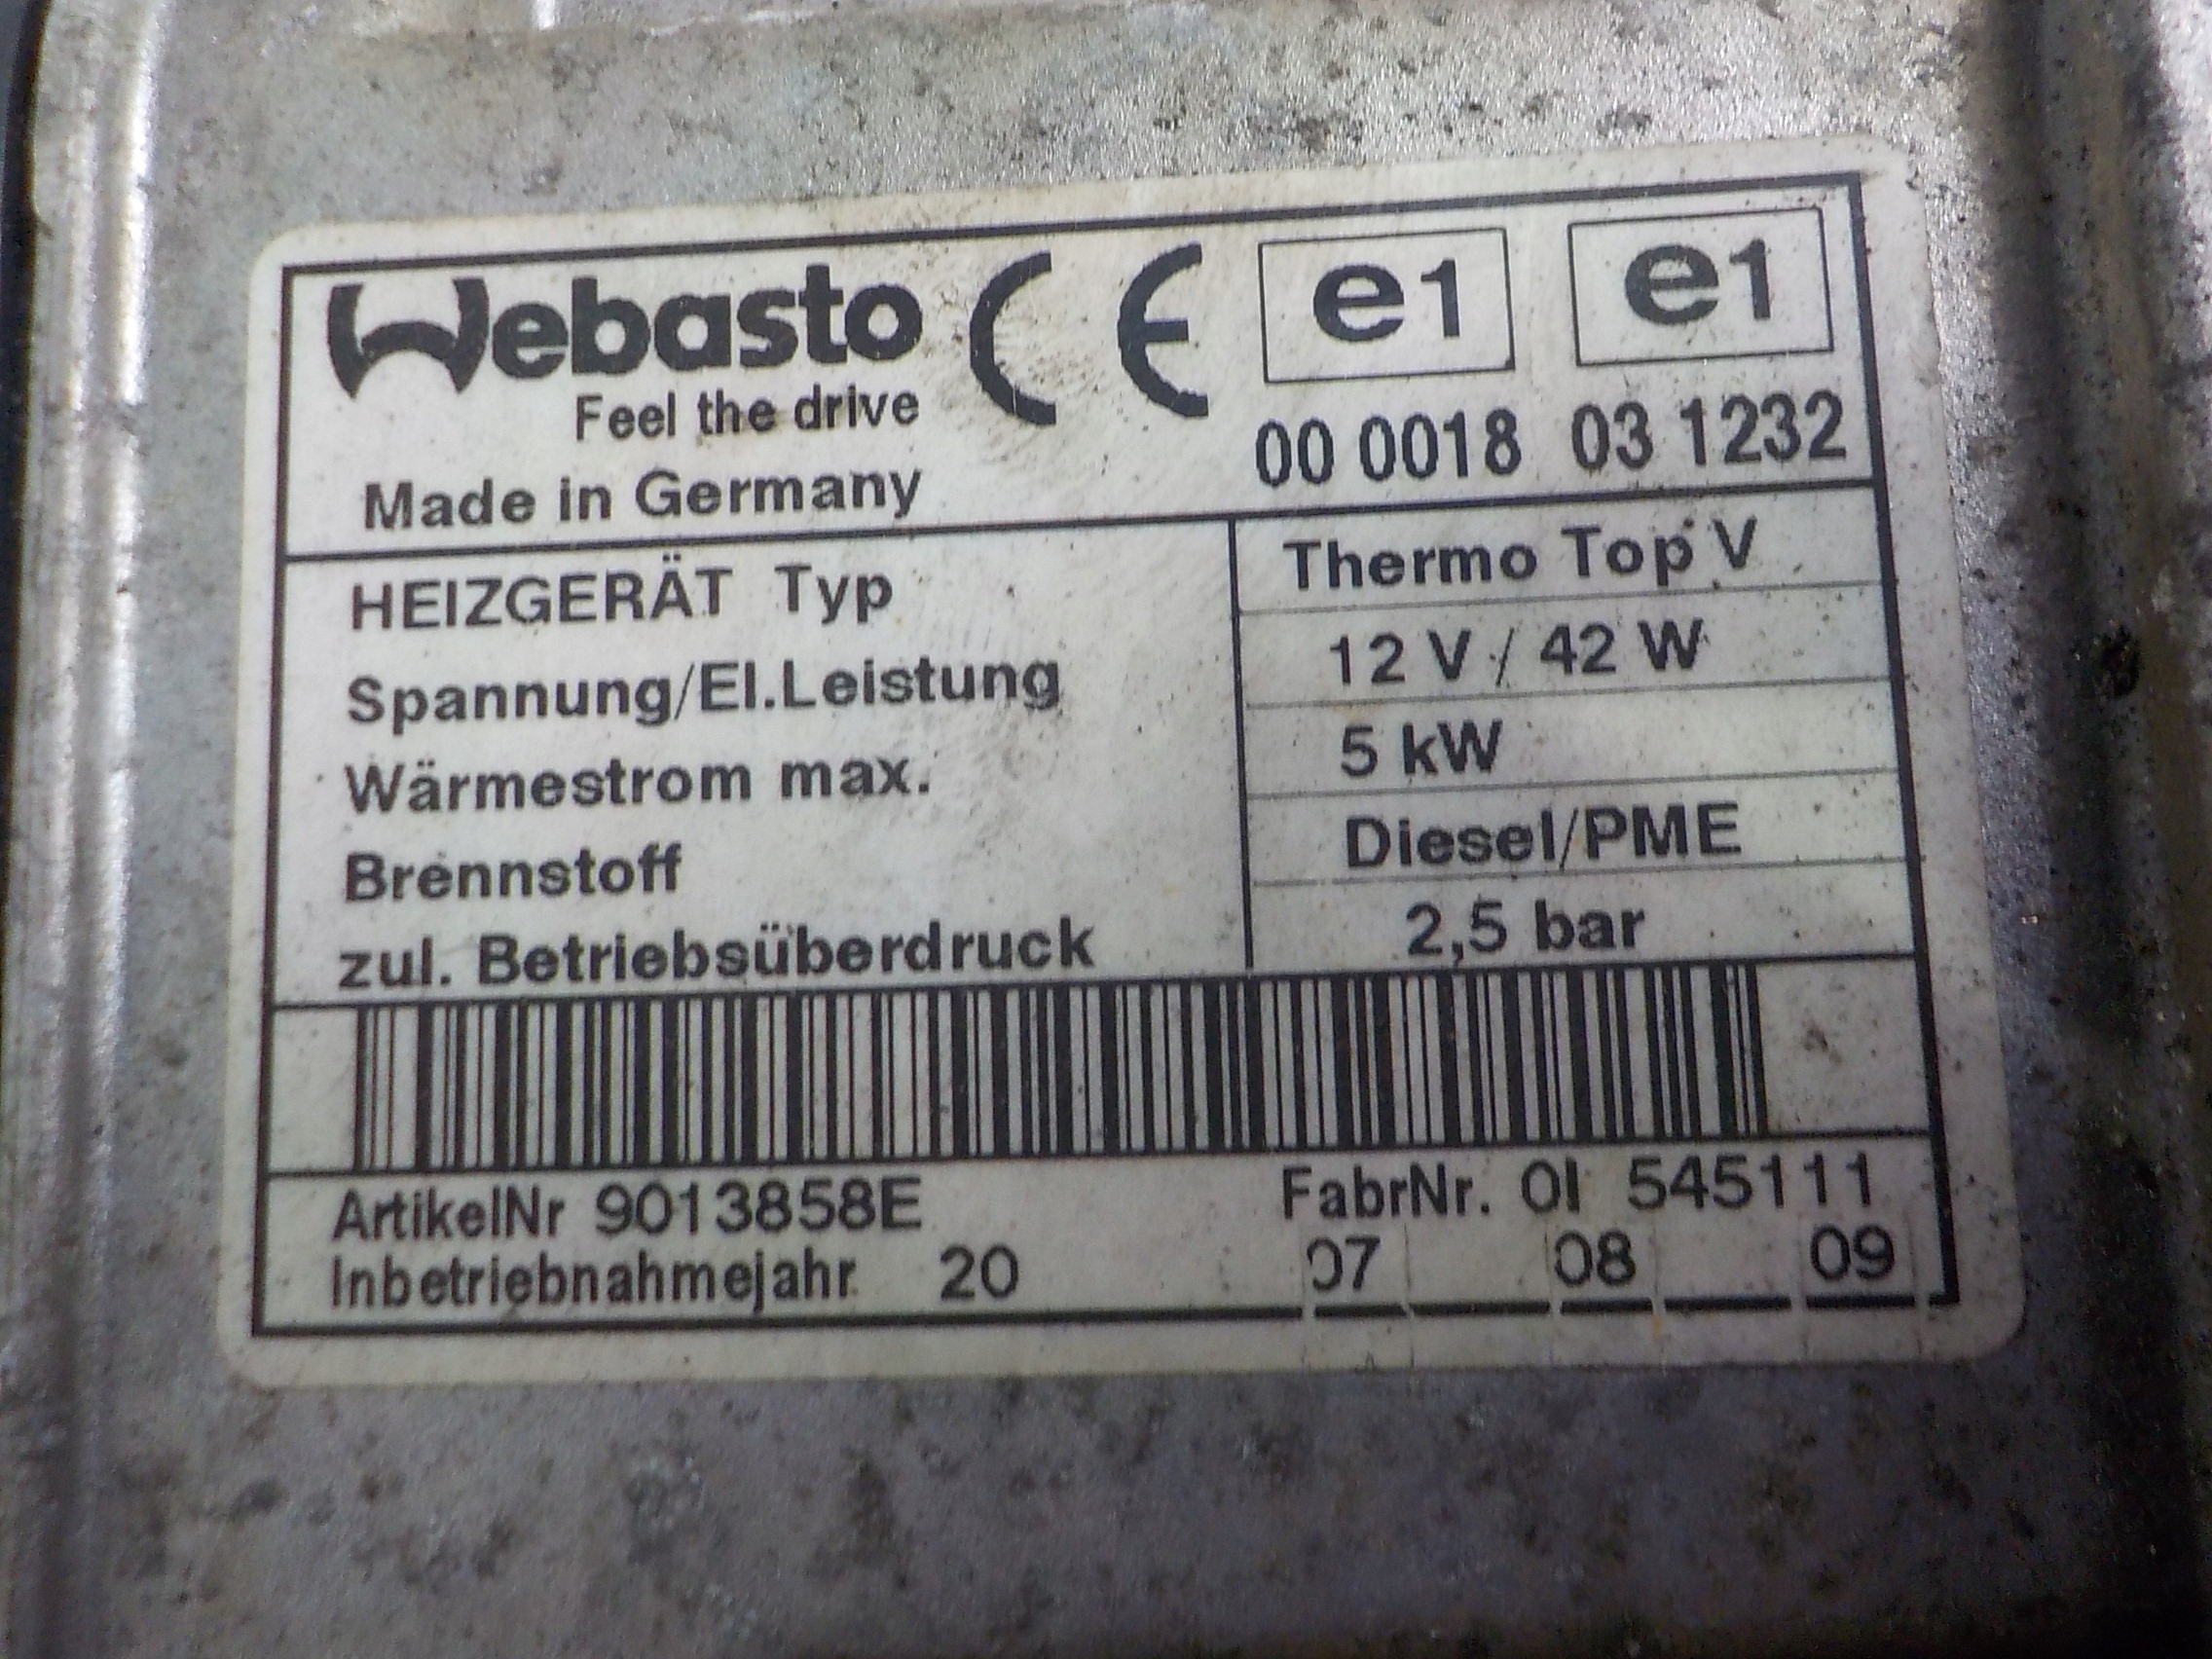 Webasto CE e1 e1
Feel the drive 00 0018 03 1232
Made in Germany
HEIZGERÄT Typ Thermo Top V
Spannung/El.Leistung 12 V / 42 W
Wärmestrom max. 5 kW
Brennstoff Diesel/PME
zul. Betriebsüberdruck 2,5 bar
ArtikelNr 9013858E FabrNr. 0I 545111
Inbetriebnahmejahr 20 07 08 09